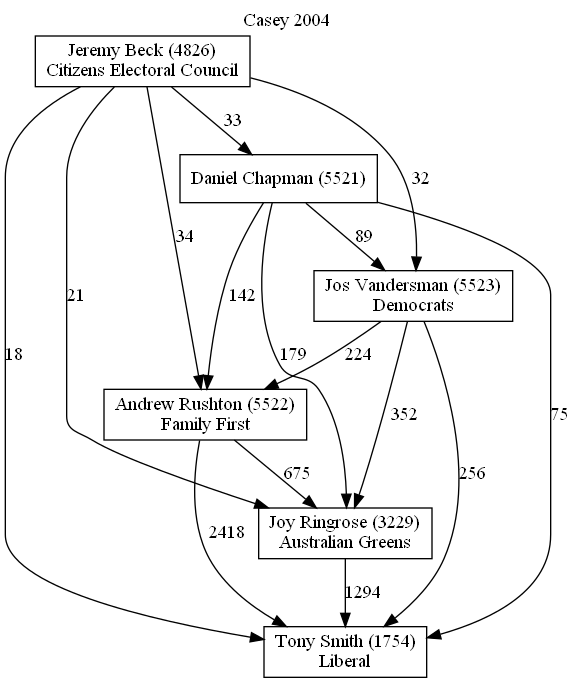 Casey 2004
Jeremy Beck (4826)
Citizens Electoral Council
33
Daniel Chapman (5521)
32
34
89
Jos Vandersman (5523)
Democrats
21
142
18
179
224
75
Andrew Rushton (5522)
Family First
352
675
256
Joy Ringrose (3229)
Australian Greens
2418
1294
Tony Smith (1754)
Liberal